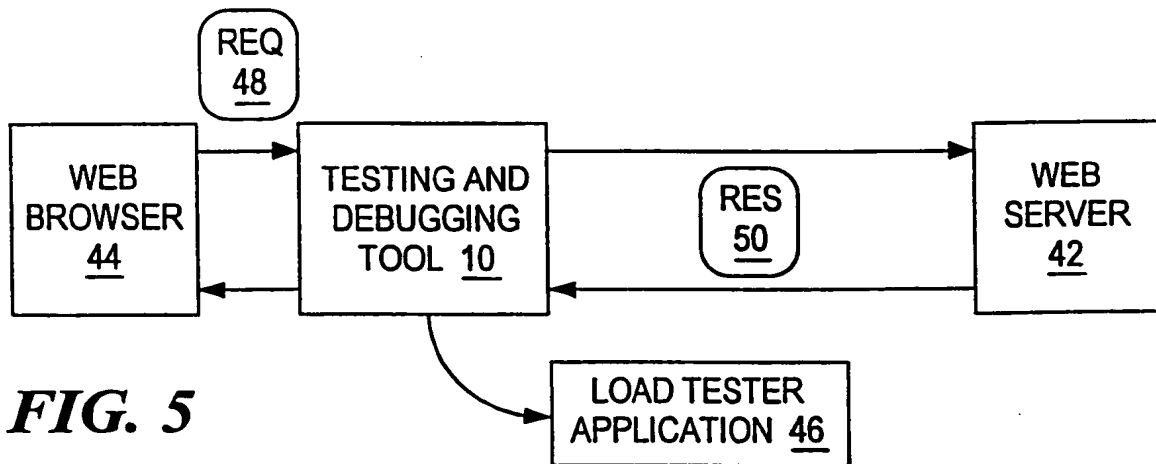 REQ
48
WEB
BROWSER
44
TESTING AND
DEBUGGING
TOOL 10
RES
50
WEB
SERVER
42
LOAD TESTER
APPLICATION 46
FIG. 5